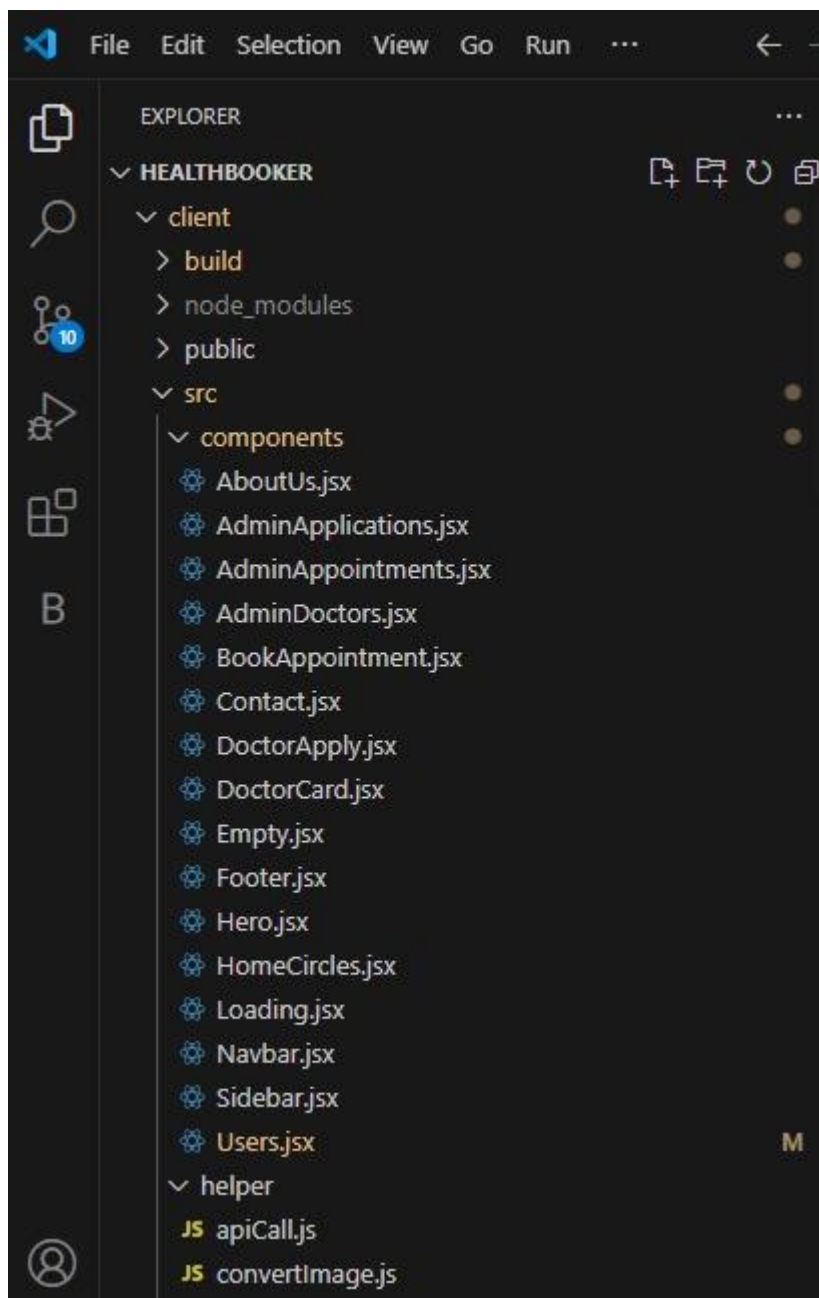 File Edit Selection View Go Run ...
EXPLORER ...
HEALTHBOOKER
client
build
node_modules
10
public
src
components
AboutUs.jsx
AdminApplications.jsx
AdminAppointments.jsx
B AdminDoctors.jsx
BookAppointment.jsx
Contact.jsx
DoctorApply.jsx
DoctorCard.jsx
Empty.jsx
Footer.jsx
Hero.jsx
HomeCircles.jsx
Loading.jsx
Navbar.jsx
Sidebar.jsx
Users.jsx M
helper
JS apiCall.js
JS convertImage.js